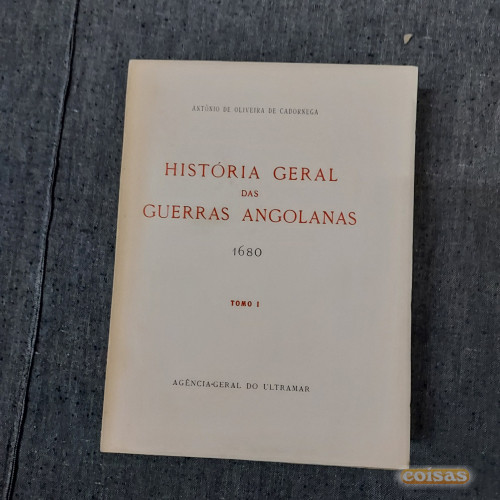 ANTÓNIO DE OLIVEIRA DE CADORNEGA
HISTÓRIA GERAL
DAS
GUERRAS ANGOLANAS
1680
TOMO I
AGÊNCIA-GERAL DO ULTRAMAR
coisas